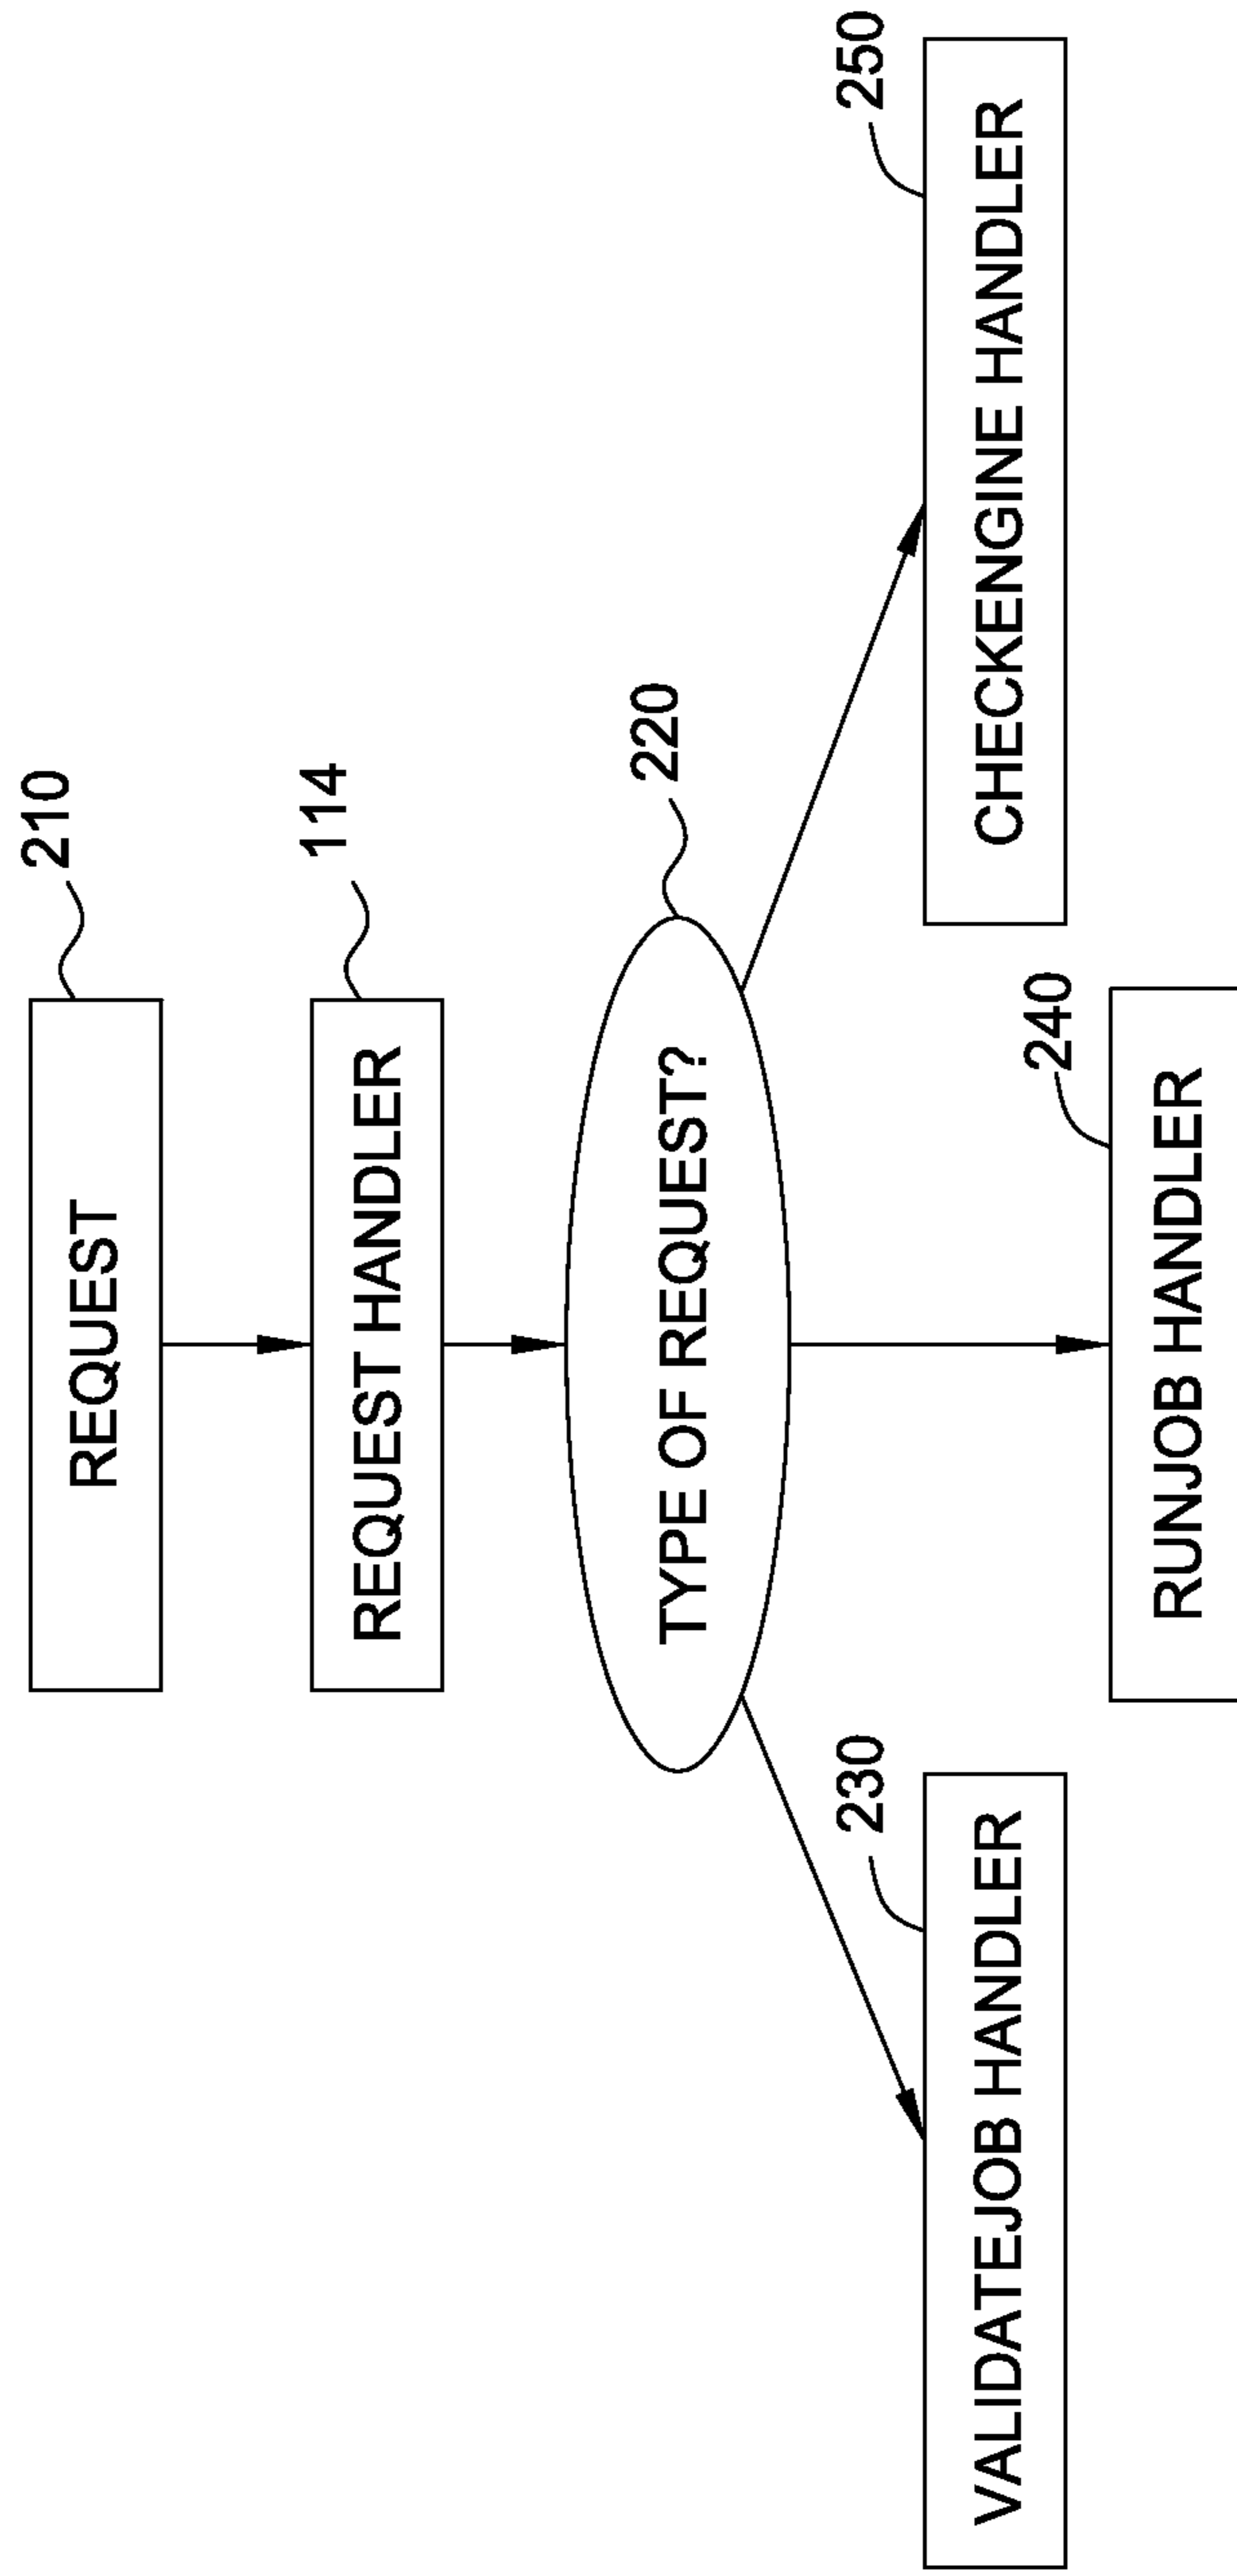 REQUEST
210
REQUEST HANDLER
114
TYPE OF REQUEST?
220
VALIDATEJOB HANDLER
230
RUNJOB HANDLER
240
CHECKENGINE HANDLER
250